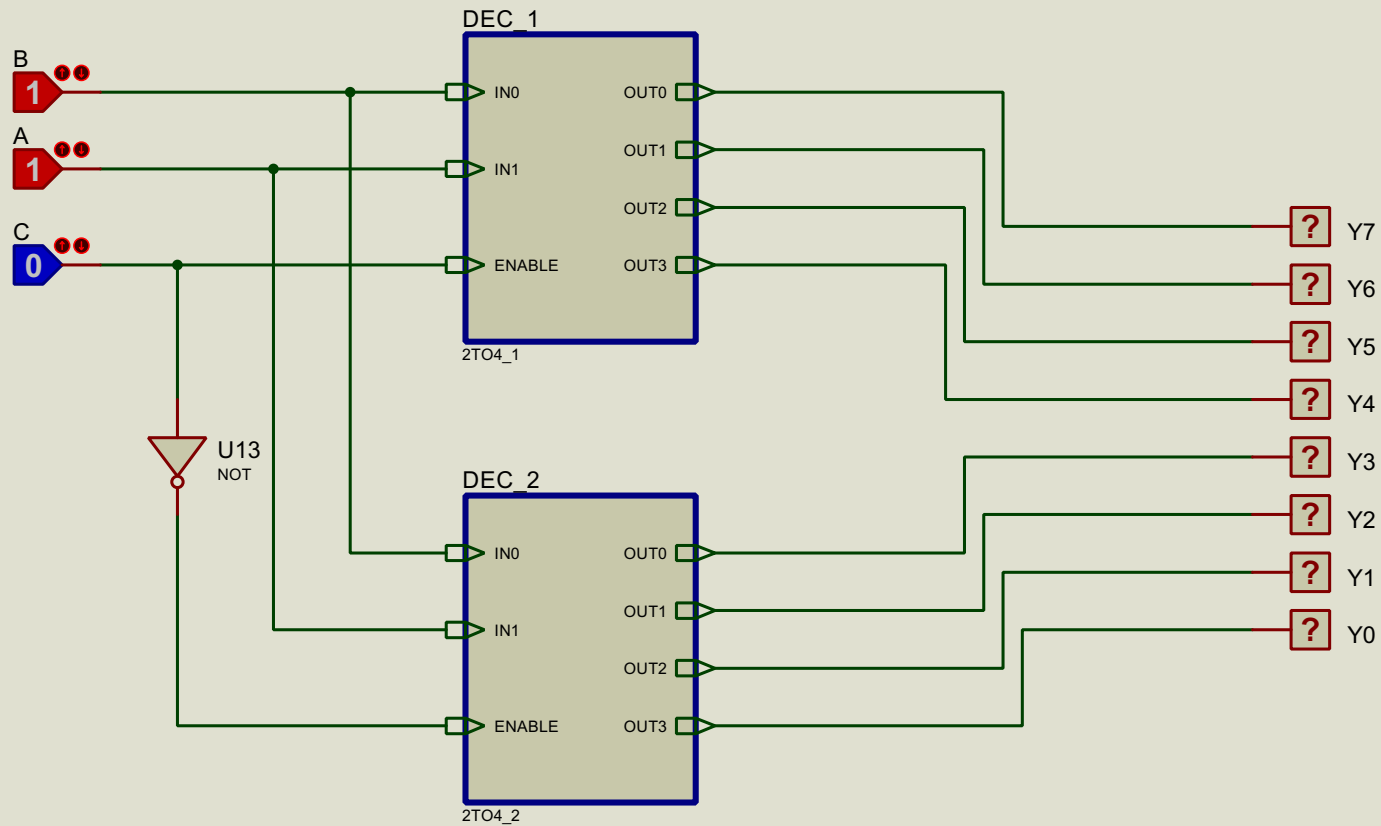 DEC_1
B
1
IN0
OUT0
A
1
IN1
OUT1
OUT2
C
0
ENABLE
OUT3
? Y7
? Y6
? Y5
2TO4_1
? Y4
U13
NOT
? Y3
DEC_2
? Y2
IN0
OUT0
? Y1
OUT1
IN1
? Y0
OUT2
ENABLE
OUT3
2TO4_2